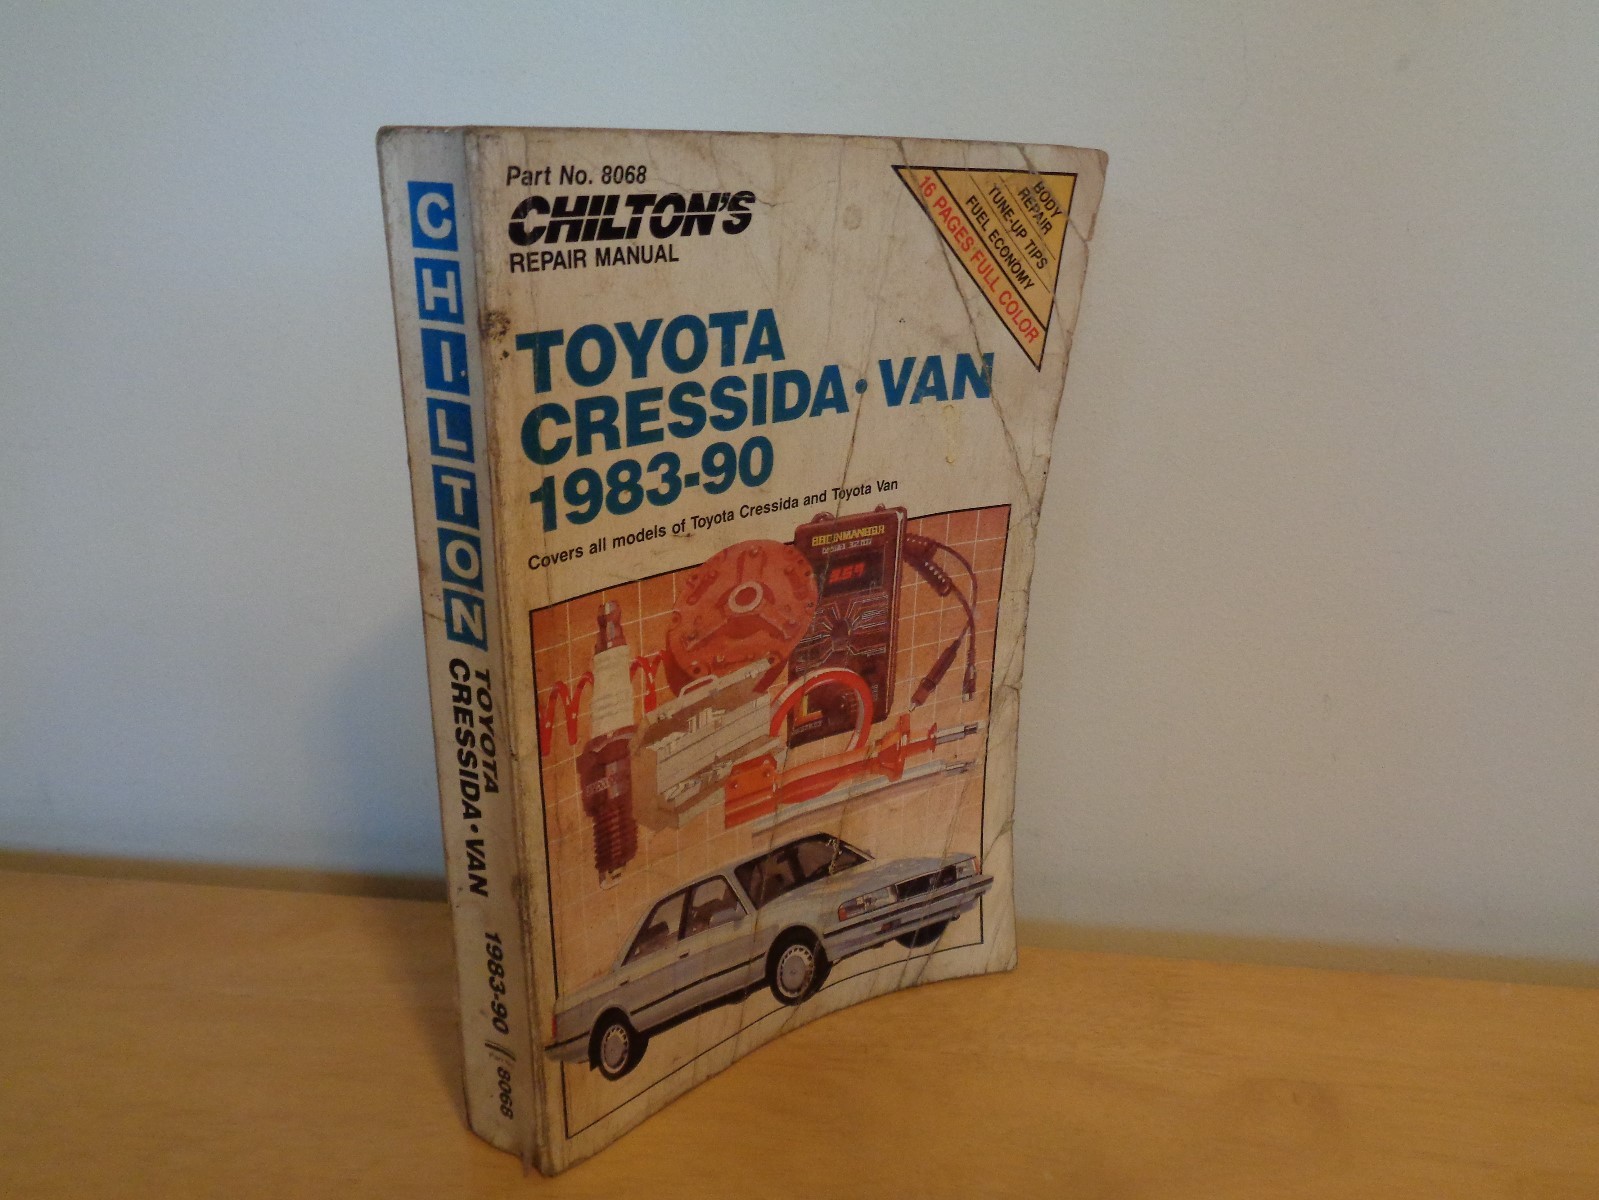 Part No. 8068
CHILTON'S
REPAIR MANUAL
BODY
REPAIR
TUNE-UP TIPS
FUEL ECONOMY
16 PAGES FULL COLOR
TOYOTA
CRESSIDA • VAN
1983-90
Covers all models of Toyota Cressida and Toyota Van
CHILTON
TOYOTA
CRESSIDA • VAN
1983-90
8068